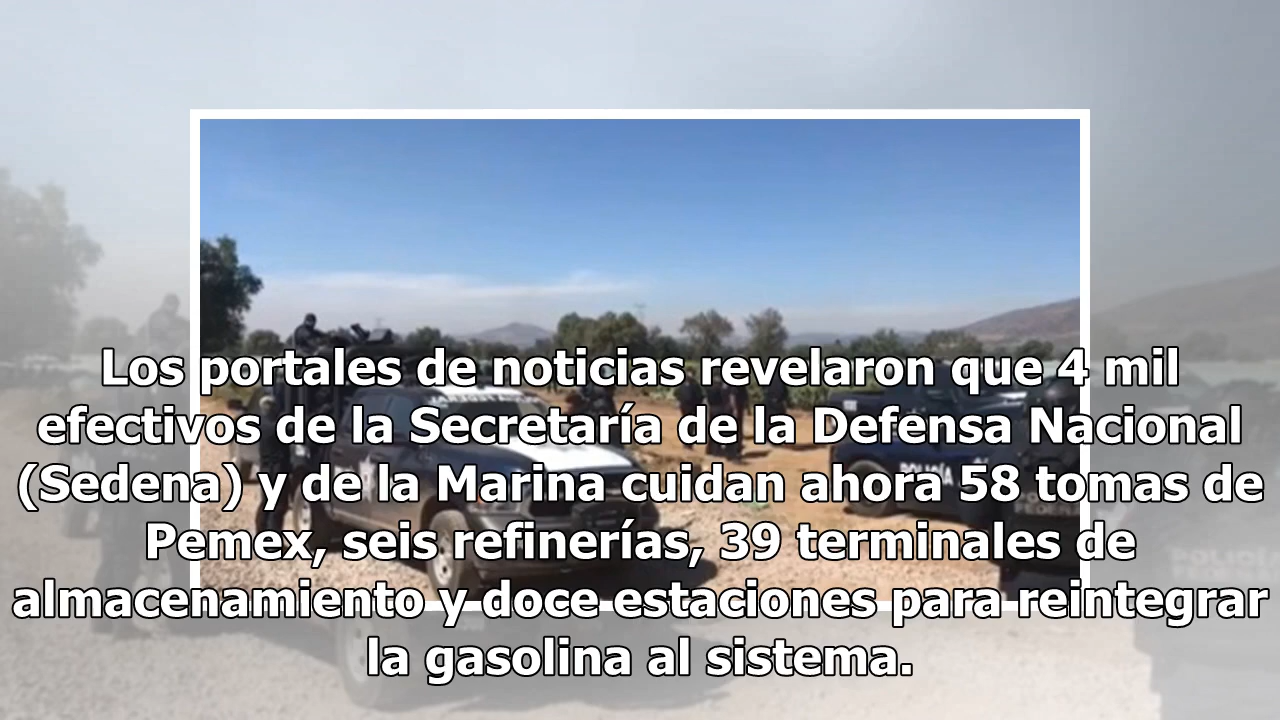 Los portales de noticias revelaron que 4 mil
efectivos de la Secretaría de la Defensa Nacional
(Sedena) y de la Marina cuidan ahora 58 tomas de
Pemex, seis refinerías, 39 terminales de
almacenamiento y doce estaciones para reintegrar
la gasolina al sistema.
POLICÍA